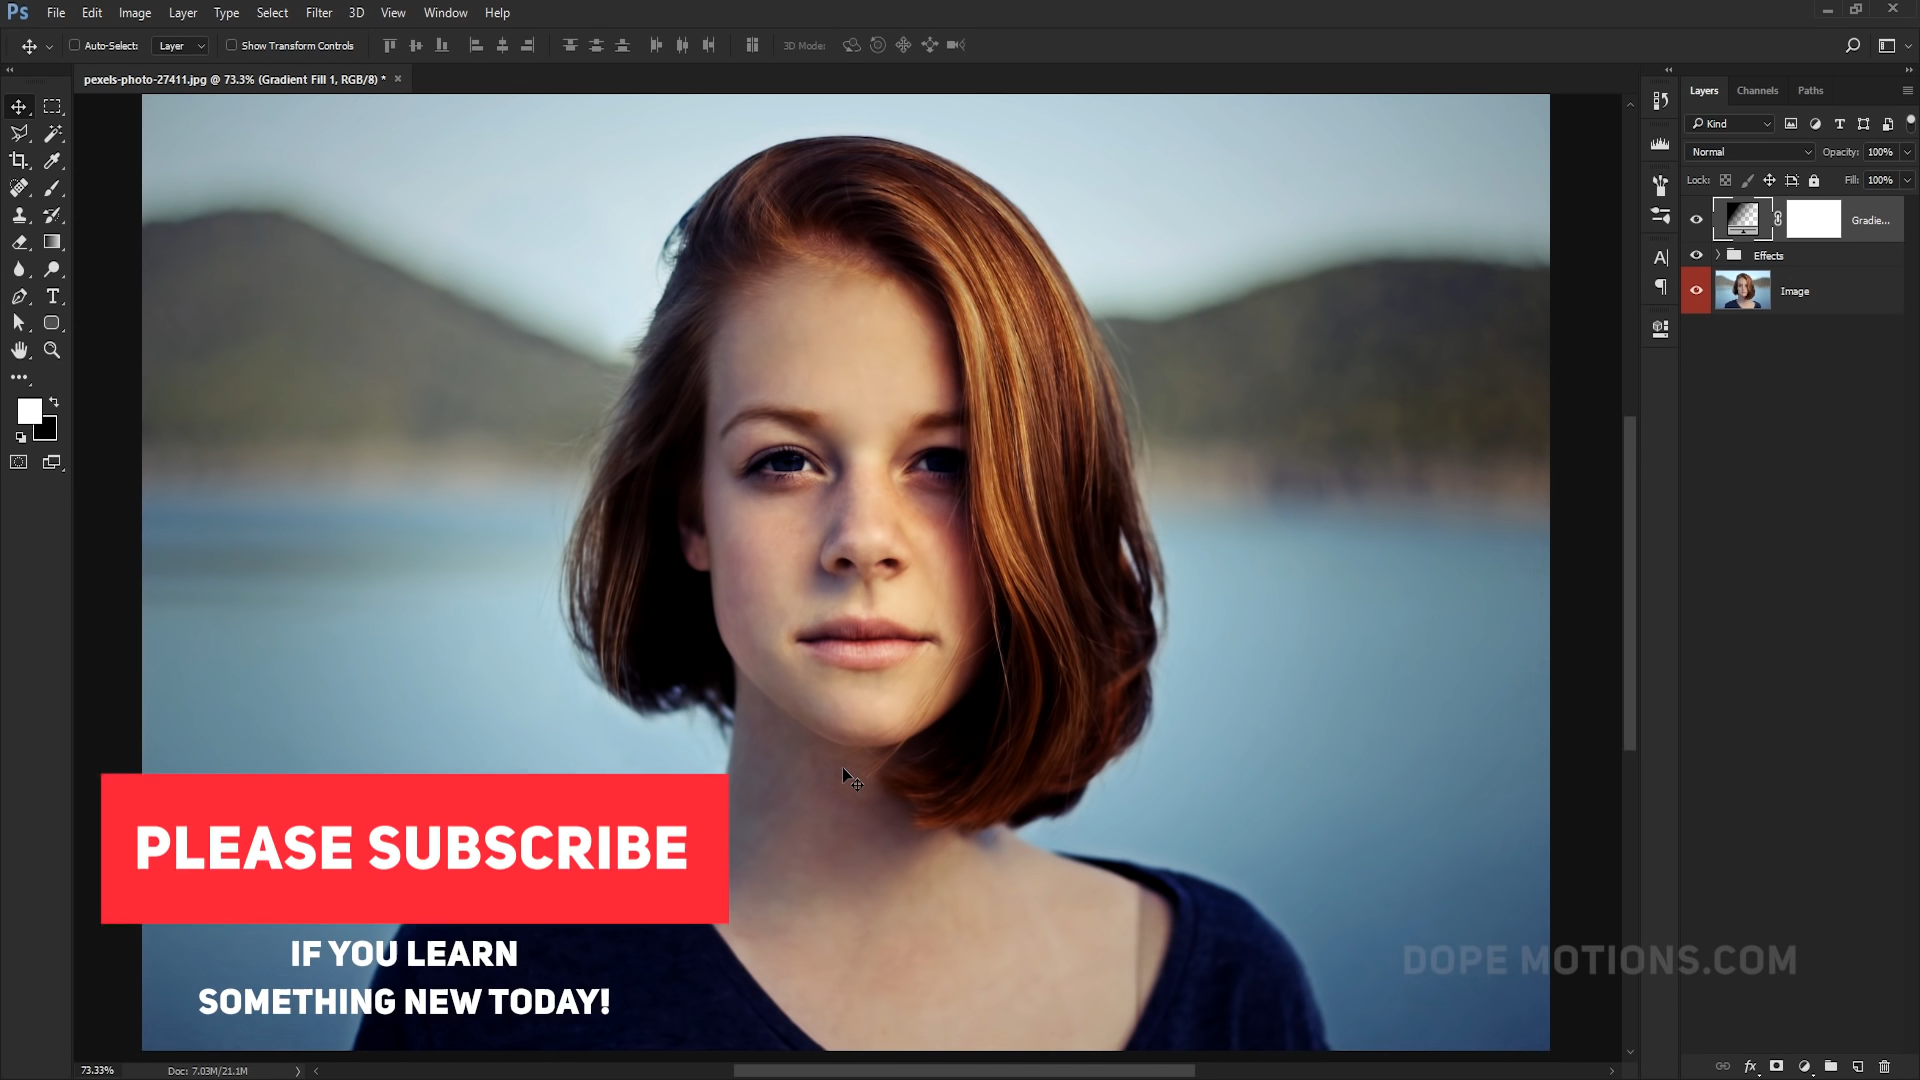 Ps File Edit Image Layer Type Select Filter 3D View Window Help
Auto-Select: Layer Show Transform Controls 3D Mode:
pexels-photo-27411.jpg @ 73.3% (Gradient Fill 1, RGB/8) * ×
Layers Channels Paths
Kind
Normal Opacity: 100%
Lock: Fill: 100%
Gradie...
Effects
Image
PLEASE SUBSCRIBE
IF YOU LEARN
SOMETHING NEW TODAY!
DOPE MOTIONS.COM
73.33% Doc: 7.03M/21.1M